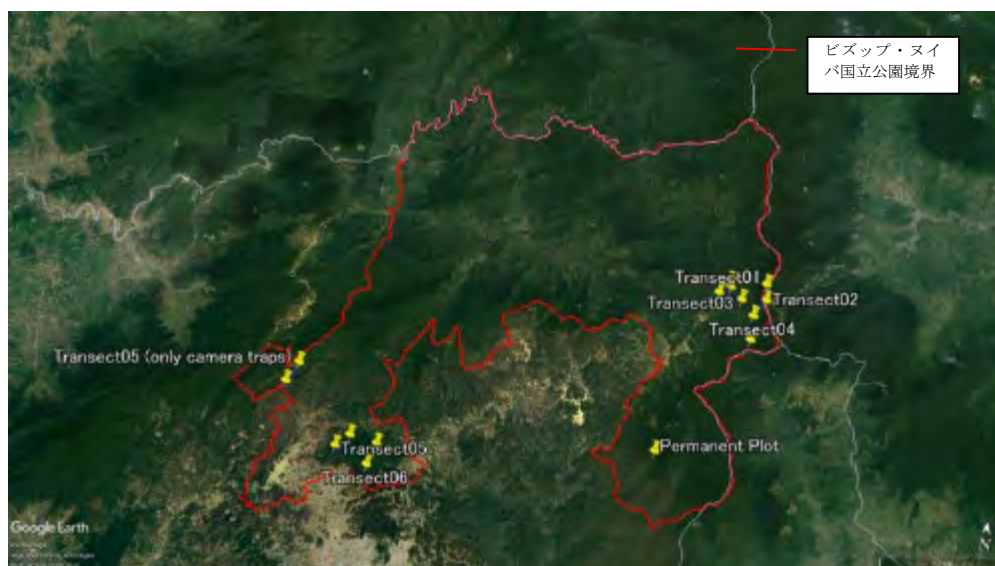 ビズップ・ヌイ
バ国立公園境界
Transect01
Transect03
Transect02
Transect04
Transect05 (only camera traps)
Transect05
Transect06
Permanent Plot
Google Earth
N